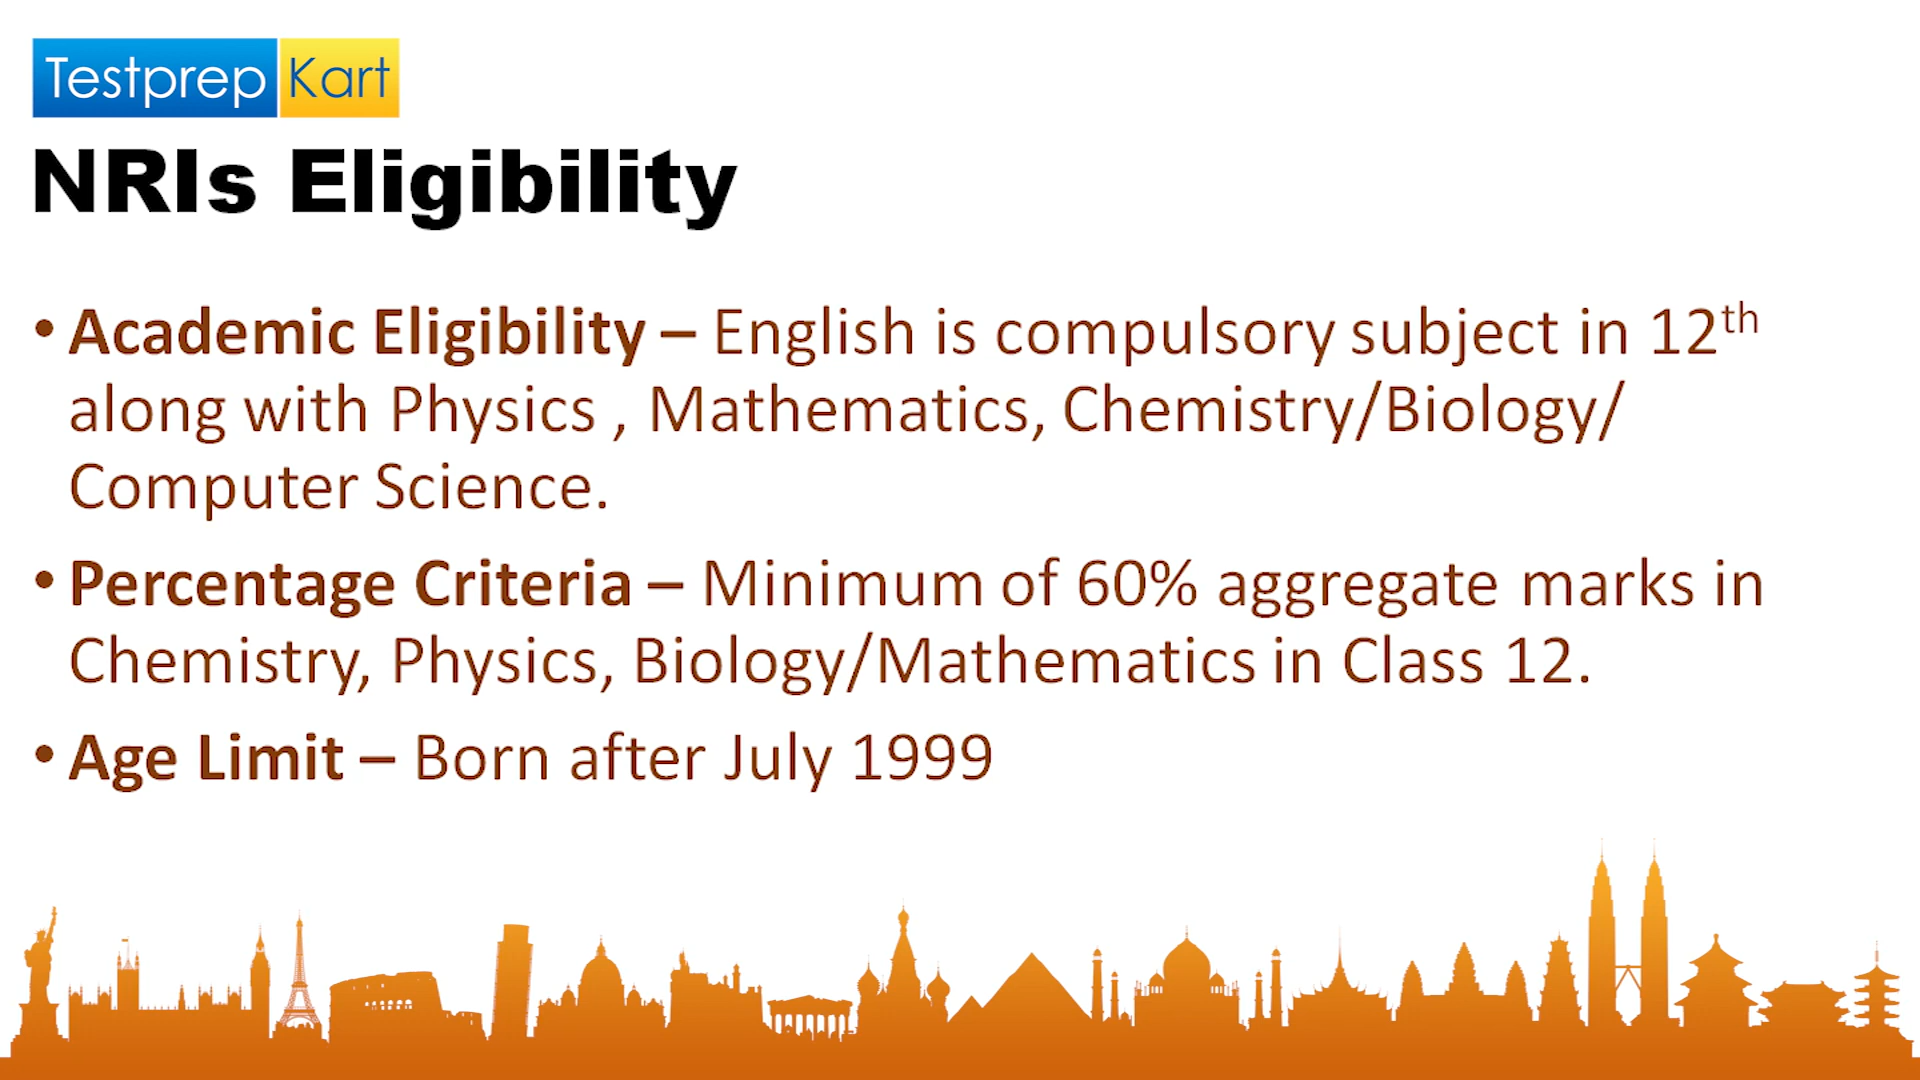 Testprep Kart
NRIs Eligibility
• Academic Eligibility – English is compulsory subject in 12th
along with Physics , Mathematics, Chemistry/Biology/
Computer Science.
• Percentage Criteria – Minimum of 60% aggregate marks in
Chemistry, Physics, Biology/Mathematics in Class 12.
• Age Limit – Born after July 1999